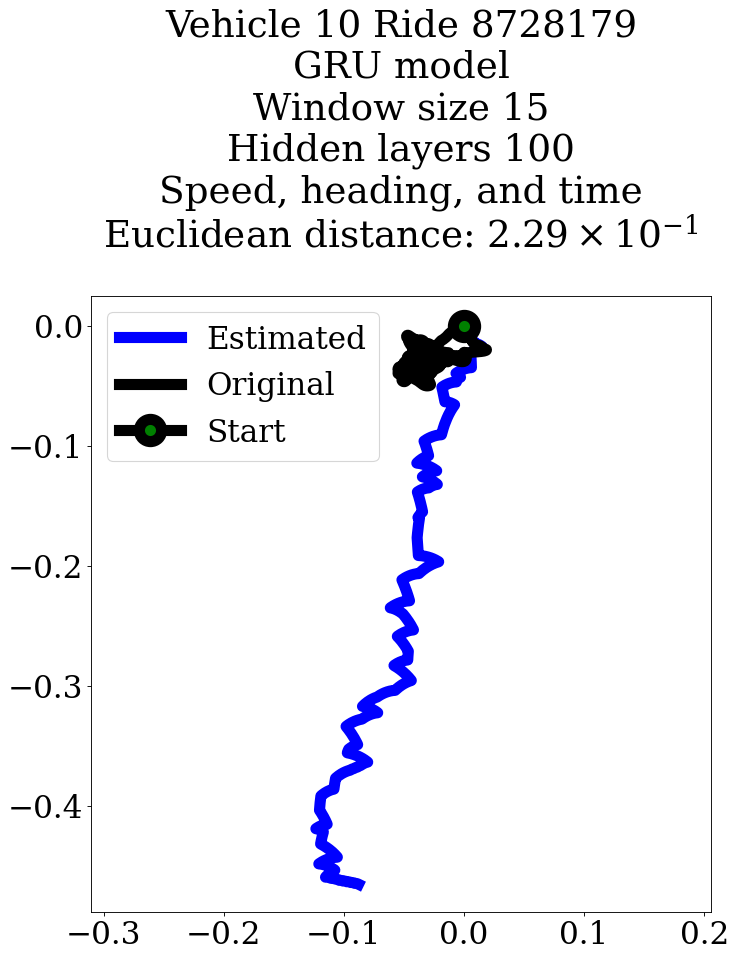 Vehicle 10 Ride 8728179
GRU model
Window size 15
Hidden layers 100
Speed, heading, and time
Euclidean distance: 2.29 × 10⁻¹
Estimated
Original
Start
0.0
−0.1
−0.2
−0.3
−0.4
−0.3 −0.2 −0.1 0.0 0.1 0.2